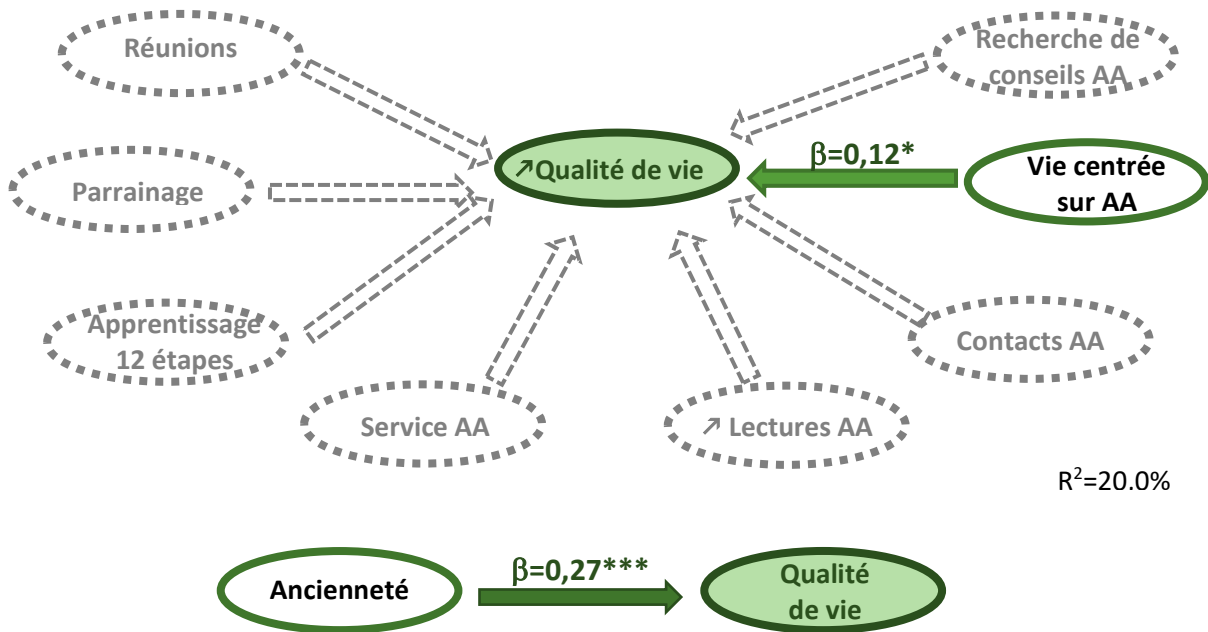 Réunions
Recherche de
conseils AA
↗Qualité de vie
β=0,12*
Vie centrée
sur AA
Parrainage
Apprentissage
12 étapes
Contacts AA
Service AA
↗ Lectures AA
R²=20.0%
Ancienneté
β=0,27***
Qualité
de vie